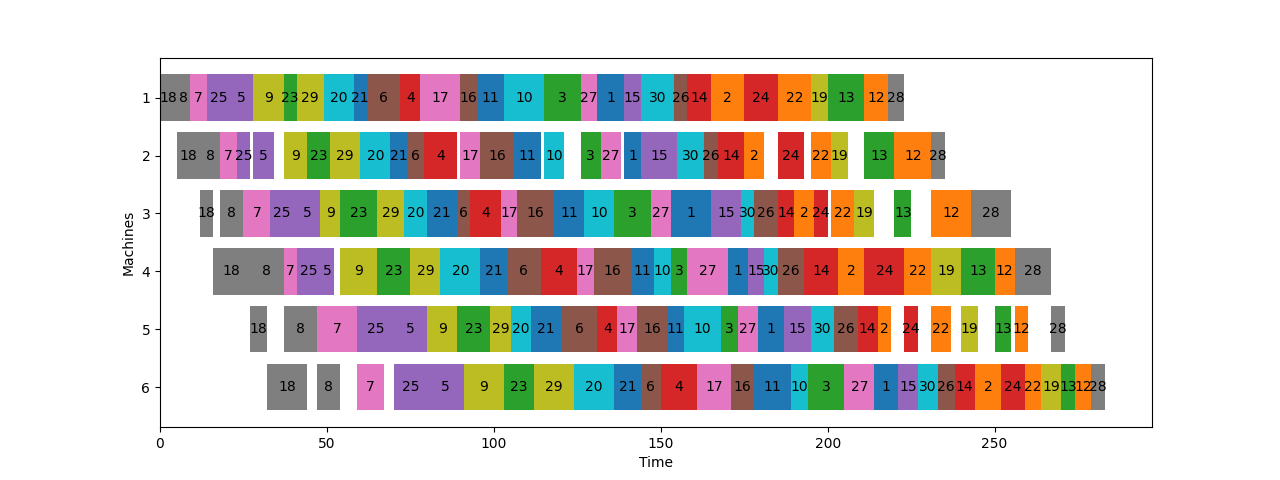 1 18 8 7 25 5 9 23 29 20 21 6 4 17 16 11 10 3 27 1 15 30 26 14 2 24 22 19 13 12 28
2 18 8 7 25 5 9 23 29 20 21 6 4 17 16 11 10 3 27 1 15 30 26 14 2 24 22 19 13 12 28
3 18 8 7 25 5 9 23 29 20 21 6 4 17 16 11 10 3 27 1 15 30 26 14 2 24 22 19 13 12 28
4 18 8 7 25 5 9 23 29 20 21 6 4 17 16 11 10 3 27 1 15 30 26 14 2 24 22 19 13 12 28
5 18 8 7 25 5 9 23 29 20 21 6 4 17 16 11 10 3 27 1 15 30 26 14 2 24 22 19 13 12 28
6 18 8 7 25 5 9 23 29 20 21 6 4 17 16 11 10 3 27 1 15 30 26 14 2 24 22 19 13 12 28
Machines
0 50 100 150 200 250
Time